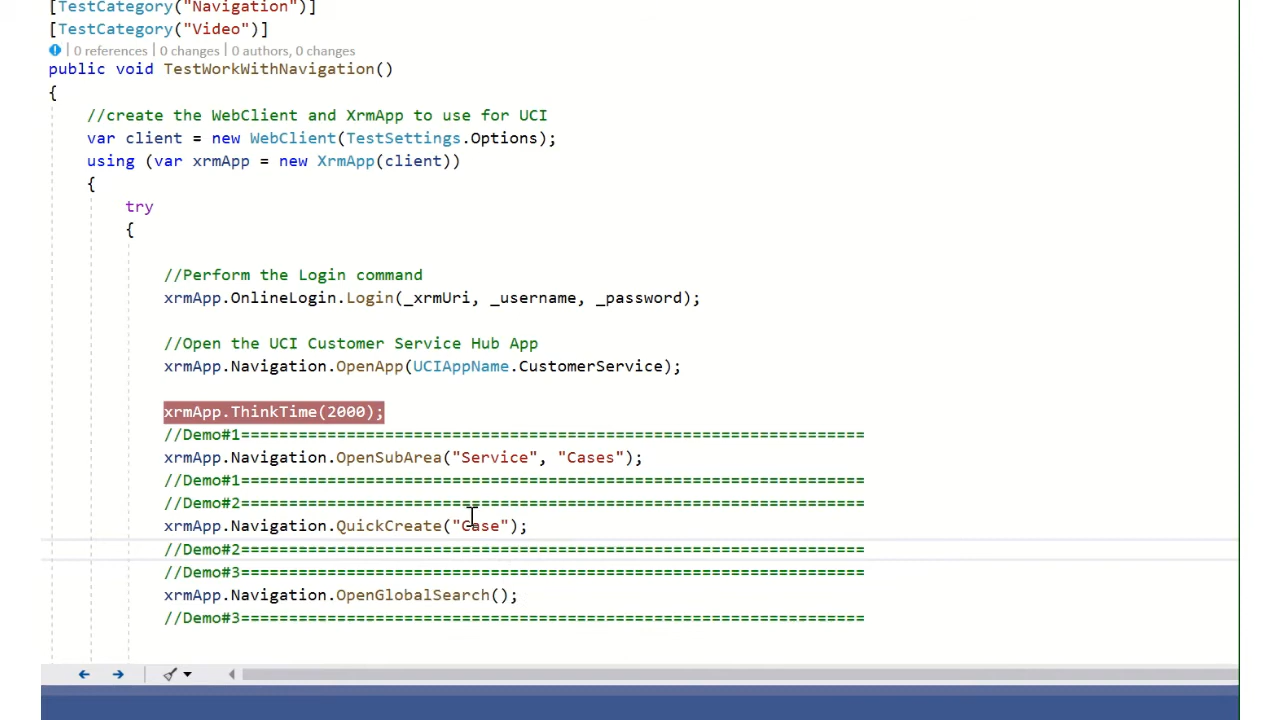 [TestCategory("Navigation")]
[TestCategory("Video")]
0 references | 0 changes | 0 authors, 0 changes
public void TestWorkWithNavigation()
{
//create the WebClient and XrmApp to use for UCI
var client = new WebClient(TestSettings.Options);
using (var xrmApp = new XrmApp(client))
{
try
{
//Perform the Login command
xrmApp.OnlineLogin.Login(_xrmUri, _username, _password);
//Open the UCI Customer Service Hub App
xrmApp.Navigation.OpenApp(UCIAppName.CustomerService);
xrmApp.ThinkTime(2000);
//Demo#1=================================================================
xrmApp.Navigation.OpenSubArea("Service", "Cases");
//Demo#1=================================================================
//Demo#2=================================================================
xrmApp.Navigation.QuickCreate("Case");
//Demo#2=================================================================
//Demo#3=================================================================
xrmApp.Navigation.OpenGlobalSearch();
//Demo#3=================================================================